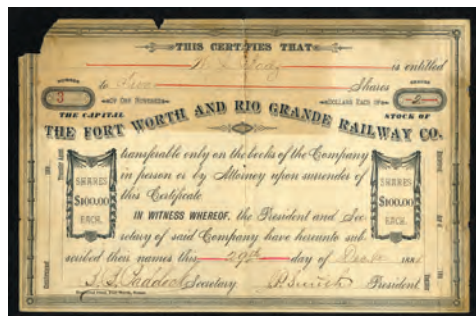 THIS CERTIFIES THAT
is entitled
NUMBER
3
to Two Shares
SHARES
2
OF ONE HUNDRED DOLLARS EACH OF
THE CAPITAL STOCK OF
THE FORT WORTH AND RIO GRANDE RAILWAY CO.
transferable only on the books of the Company
in person or by Attorney upon surrender of
this Certificate
SHARES
$100.00
EACH.
SHARES
$100.00
EACH.
IN WITNESS WHEREOF, the President and Sec
retary of said Company have hereunto sub
scribed their names this 29th day of 188
Paddock Secretary Smith President